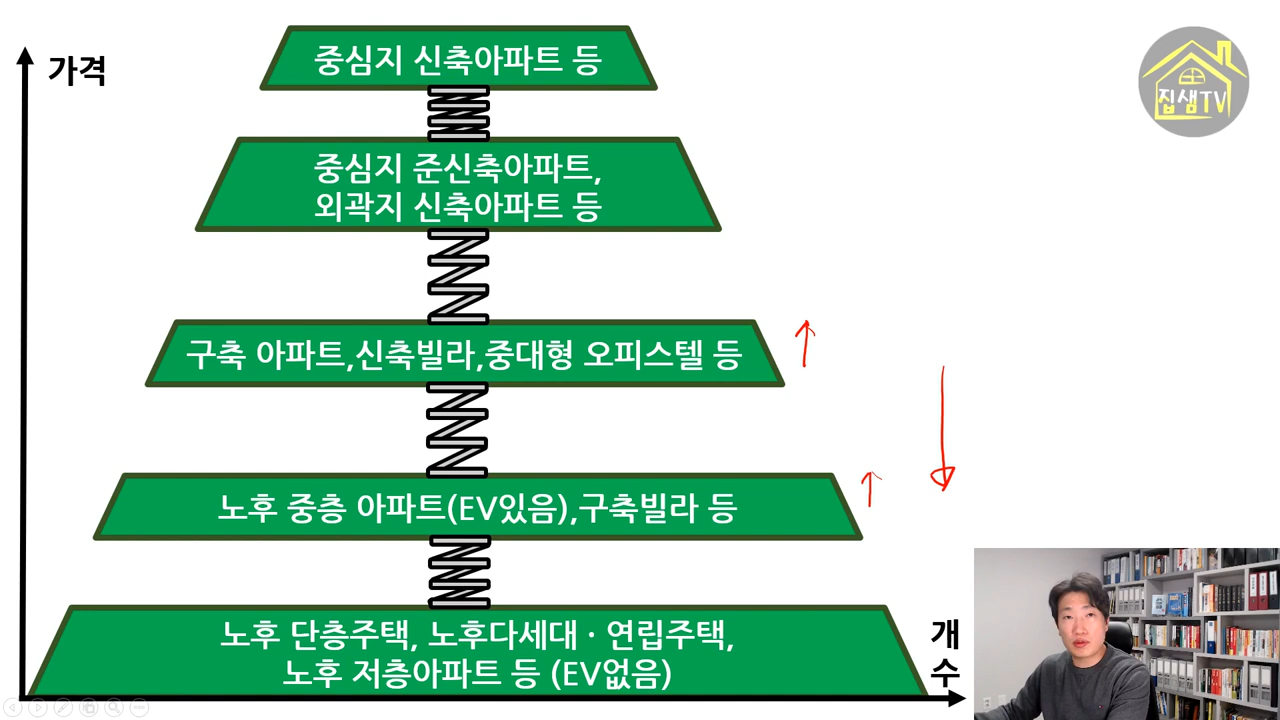 가격
중심지 신축아파트 등
집샘TV
중심지 준신축아파트,
외곽지 신축아파트 등
구축 아파트,신축빌라,중대형 오피스텔 등
노후 중층 아파트(EV있음),구축빌라 등
노후 단층주택, 노후다세대 · 연립주택,
노후 저층아파트 등 (EV없음)
개
수